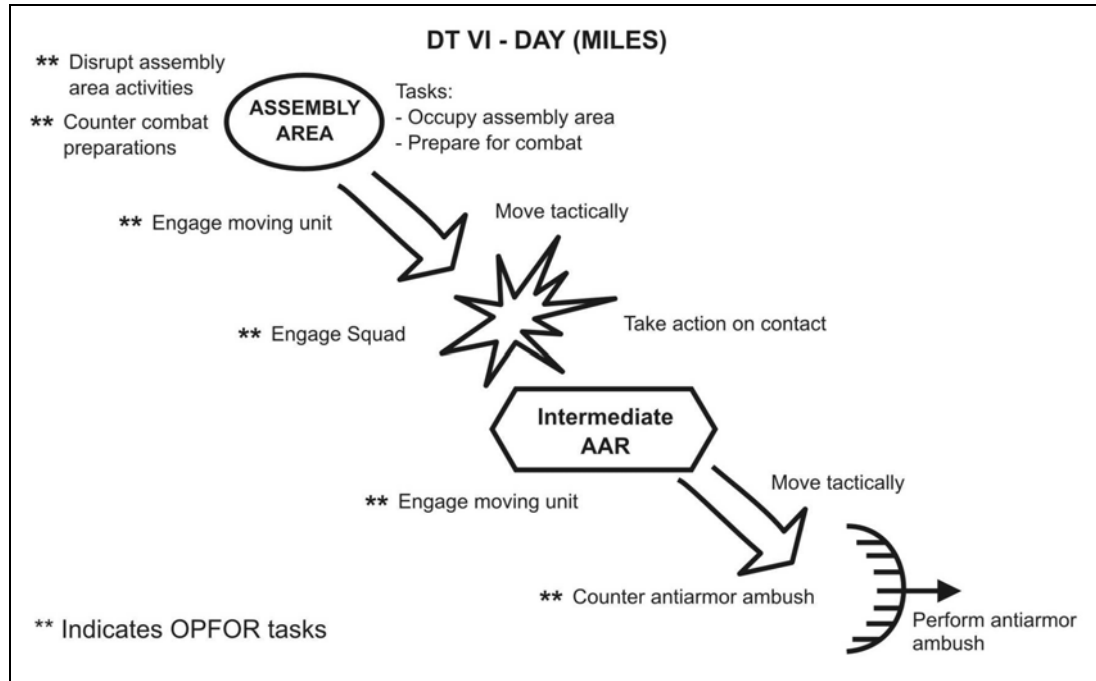 DT VI - DAY (MILES)
** Disrupt assembly
area activities
** Counter combat
preparations
ASSEMBLY
AREA
Tasks:
- Occupy assembly area
- Prepare for combat
** Engage moving unit
Move tactically
** Engage Squad
Take action on contact
Intermediate
AAR
** Engage moving unit
Move tactically
** Counter antiarmor ambush
Perform antiarmor
ambush
** Indicates OPFOR tasks